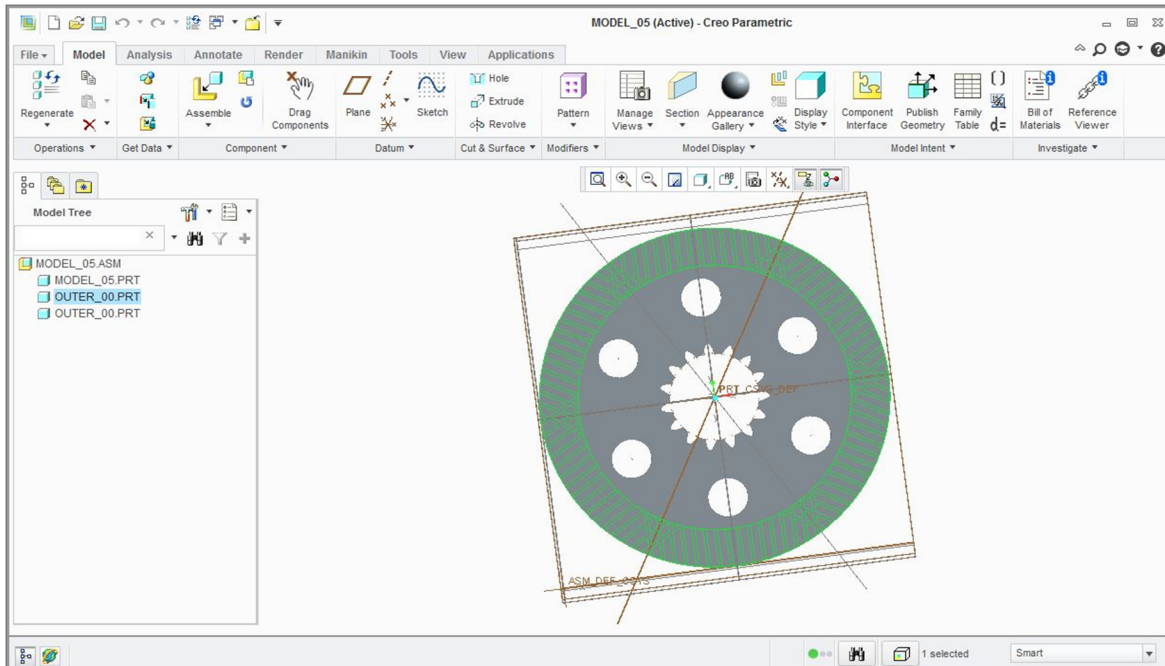 MODEL_05 (Active) - Creo Parametric
File Model Analysis Annotate Render Manikin Tools View Applications
Regenerate
Assemble
Drag Components
Plane
Sketch
Hole
Extrude
Revolve
Pattern
Manage Views
Section
Appearance Gallery
Display Style
Component Interface
Publish Geometry
Family Table
d=
Bill of Materials
Reference Viewer
Operations Get Data Component Datum Cut & Surface Modifiers Model Display Model Intent Investigate
Model Tree
MODEL_05.ASM
MODEL_05.PRT
OUTER_00.PRT
OUTER_00.PRT
PRT_CSYS_DEF
ASM_DEF_CSYS
1 selected
Smart